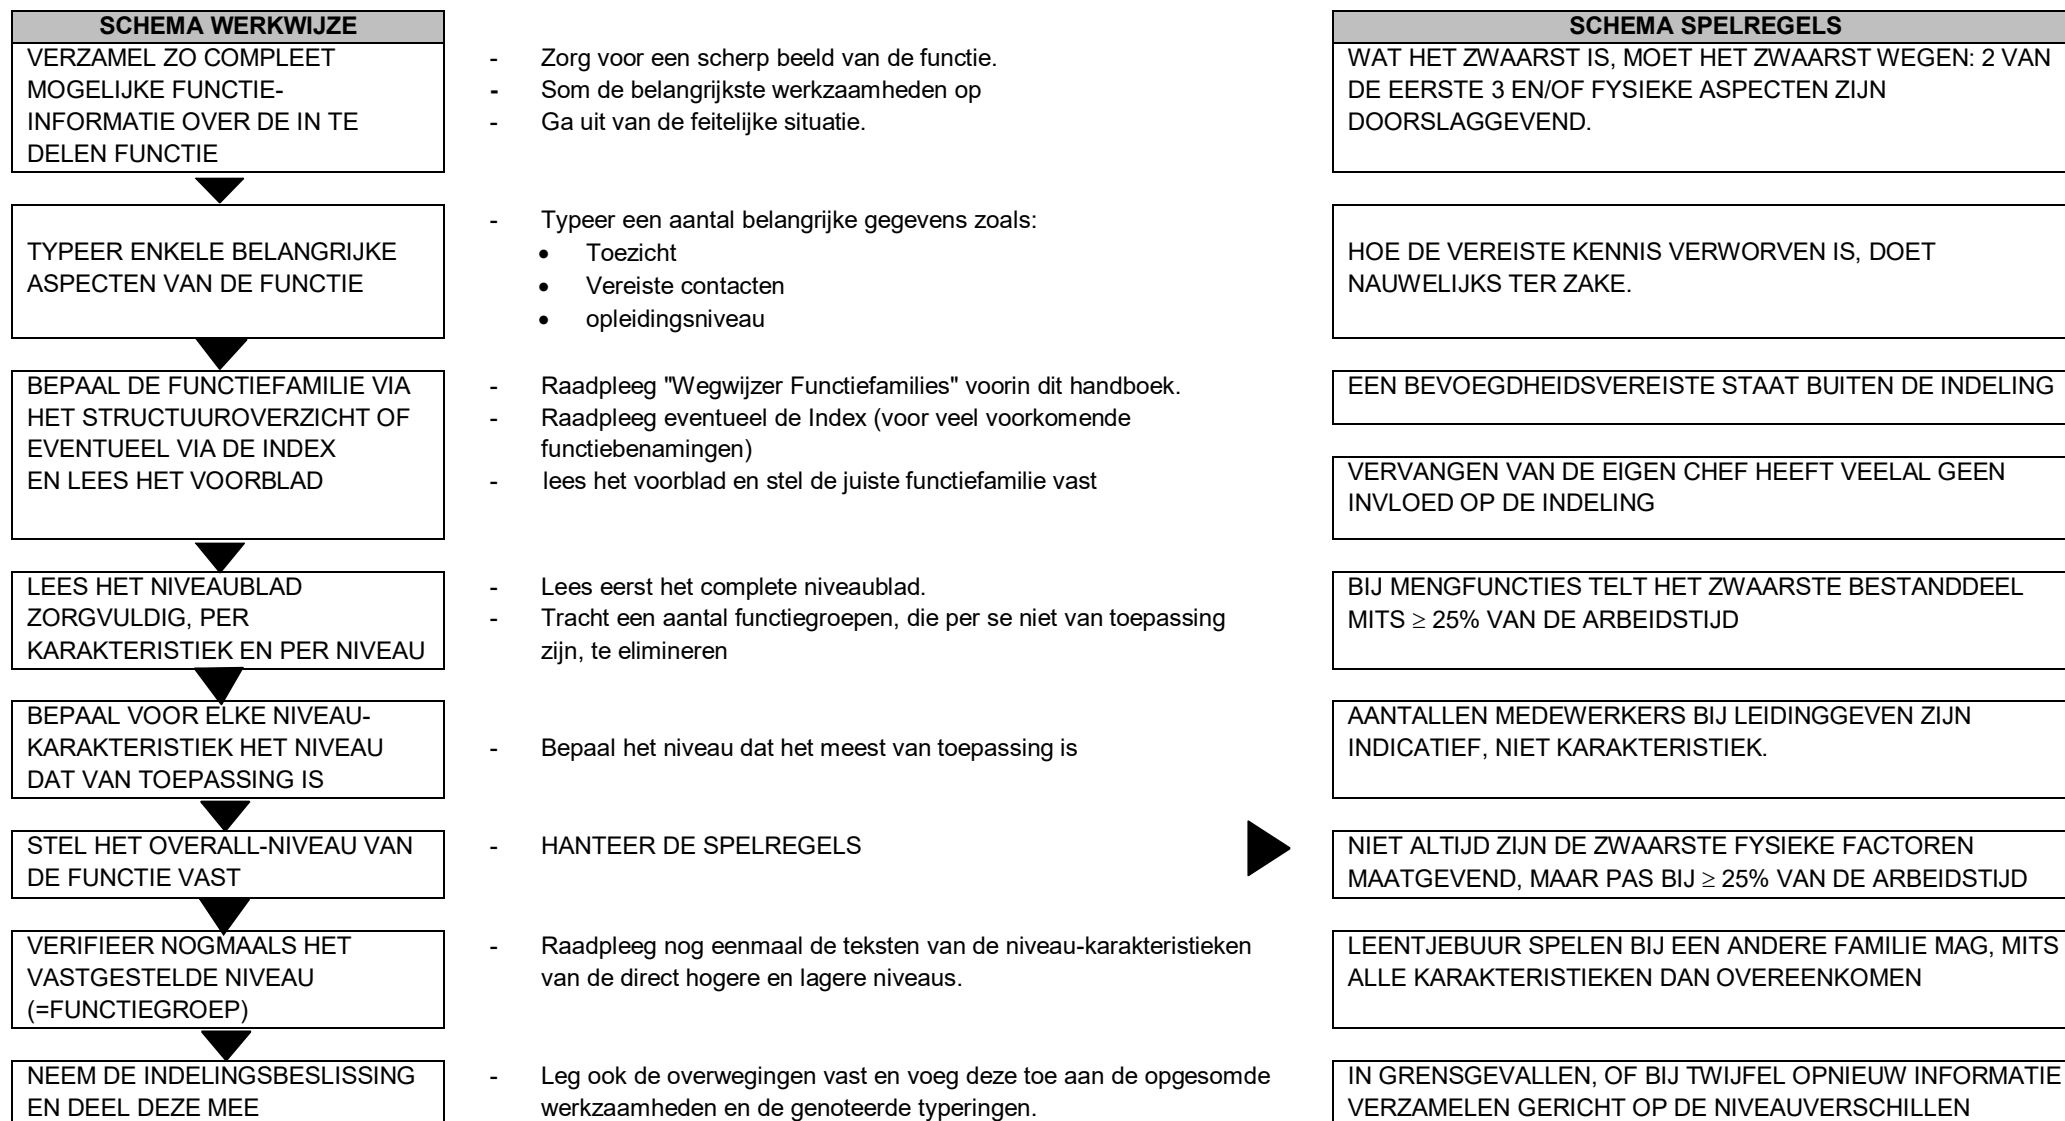 SCHEMA WERKWIJZE
VERZAMEL ZO COMPLEET
MOGELIJKE FUNCTIE-
INFORMATIE OVER DE IN TE
DELEN FUNCTIE
- Zorg voor een scherp beeld van de functie.
- Som de belangrijkste werkzaamheden op
- Ga uit van de feitelijke situatie.
TYPEER ENKELE BELANGRIJKE
ASPECTEN VAN DE FUNCTIE
- Typeer een aantal belangrijke gegevens zoals:
• Toezicht
• Vereiste contacten
• opleidingsniveau
BEPAAL DE FUNCTIEFAMILIE VIA
HET STRUCTUUROVERZICHT OF
EVENTUEEL VIA DE INDEX
EN LEES HET VOORBLAD
- Raadpleeg "Wegwijzer Functiefamilies" voorin dit handboek.
- Raadpleeg eventueel de Index (voor veel voorkomende
functiebenamingen)
- lees het voorblad en stel de juiste functiefamilie vast
LEES HET NIVEAUBLAD
ZORGVULDIG, PER
KARAKTERISTIEK EN PER NIVEAU
- Lees eerst het complete niveaublad.
- Tracht een aantal functiegroepen, die per se niet van toepassing
zijn, te elimineren
BEPAAL VOOR ELKE NIVEAU-
KARAKTERISTIEK HET NIVEAU
DAT VAN TOEPASSING IS
- Bepaal het niveau dat het meest van toepassing is
STEL HET OVERALL-NIVEAU VAN
DE FUNCTIE VAST
- HANTEER DE SPELREGELS
VERIFIEER NOGMAALS HET
VASTGESTELDE NIVEAU
(=FUNCTIEGROEP)
- Raadpleeg nog eenmaal de teksten van de niveau-karakteristieken
van de direct hogere en lagere niveaus.
NEEM DE INDELINGSBESLISSING
EN DEEL DEZE MEE
- Leg ook de overwegingen vast en voeg deze toe aan de opgesomde
werkzaamheden en de genoteerde typeringen.
SCHEMA SPELREGELS
WAT HET ZWAARST IS, MOET HET ZWAARST WEGEN: 2 VAN
DE EERSTE 3 EN/OF FYSIEKE ASPECTEN ZIJN
DOORSLAGGEVEND.
HOE DE VEREISTE KENNIS VERWORVEN IS, DOET
NAUWELIJKS TER ZAKE.
EEN BEVOEGDHEIDSVEREISTE STAAT BUITEN DE INDELING
VERVANGEN VAN DE EIGEN CHEF HEEFT VEELAL GEEN
INVLOED OP DE INDELING
BIJ MENGFUNCTIES TELT HET ZWAARSTE BESTANDDEEL
MITS ≥ 25% VAN DE ARBEIDSTIJD
AANTALLEN MEDEWERKERS BIJ LEIDINGGEVEN ZIJN
INDICATIEF, NIET KARAKTERISTIEK.
NIET ALTIJD ZIJN DE ZWAARSTE FYSIEKE FACTOREN
MAATGEVEND, MAAR PAS BIJ ≥ 25% VAN DE ARBEIDSTIJD
LEENTJEBUUR SPELEN BIJ EEN ANDERE FAMILIE MAG, MITS
ALLE KARAKTERISTIEKEN DAN OVEREENKOMEN
IN GRENSGEVALLEN, OF BIJ TWIJFEL OPNIEUW INFORMATIE
VERZAMELEN GERICHT OP DE NIVEAUVERSCHILLEN